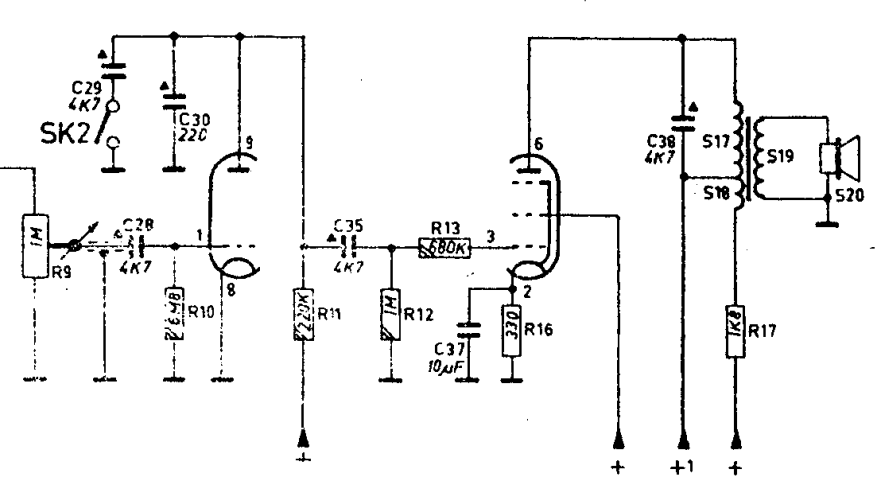 C29
4K7
SK2
C30
220
9
6
C38
4K7
S17
S18
S19
S20
1M
R9
C28
4K7
1
8
6M8
R10
220K
R11
C35
4K7
1M
R12
R13
680K
3
2
C37
10µF
330
R16
1K8
R17
+
+
+1
+